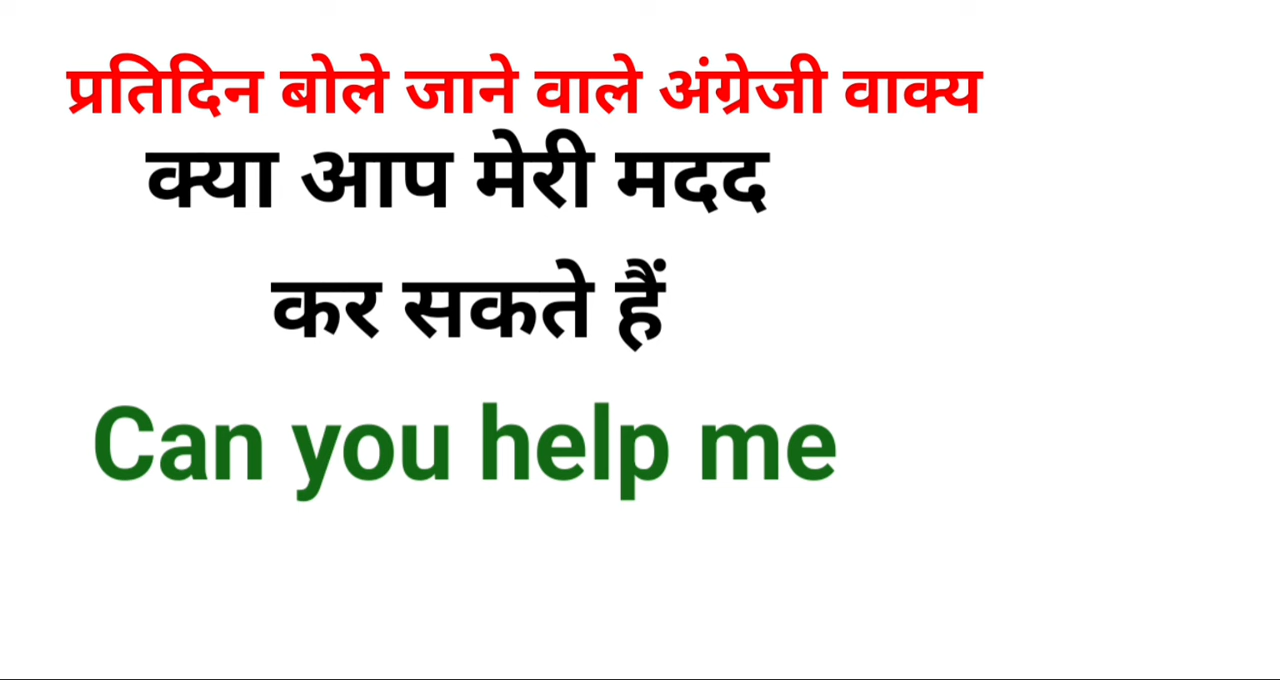 प्रतिदिन बोले जाने वाले अंग्रेजी वाक्य
क्या आप मेरी मदद
कर सकते हैं
Can you help me